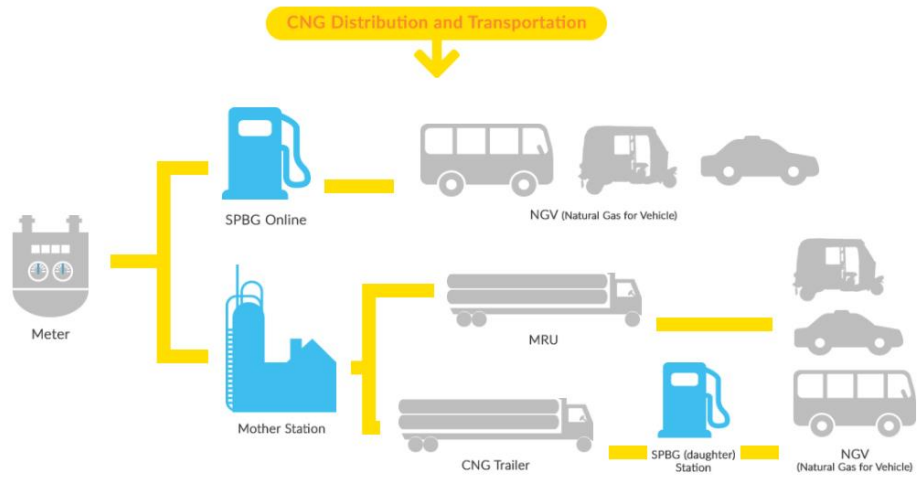 CNG Distribution and Transportation
SPBG Online
NGV (Natural Gas for Vehicle)
Meter
MRU
Mother Station
CNG Trailer
SPBG (daughter)
Station
NGV
(Natural Gas for Vehicle)